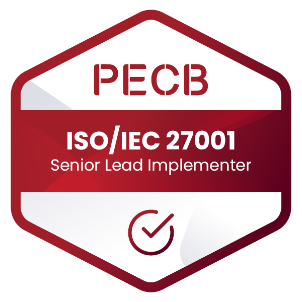 PECB
ISO/IEC 27001
Senior Lead Implementer